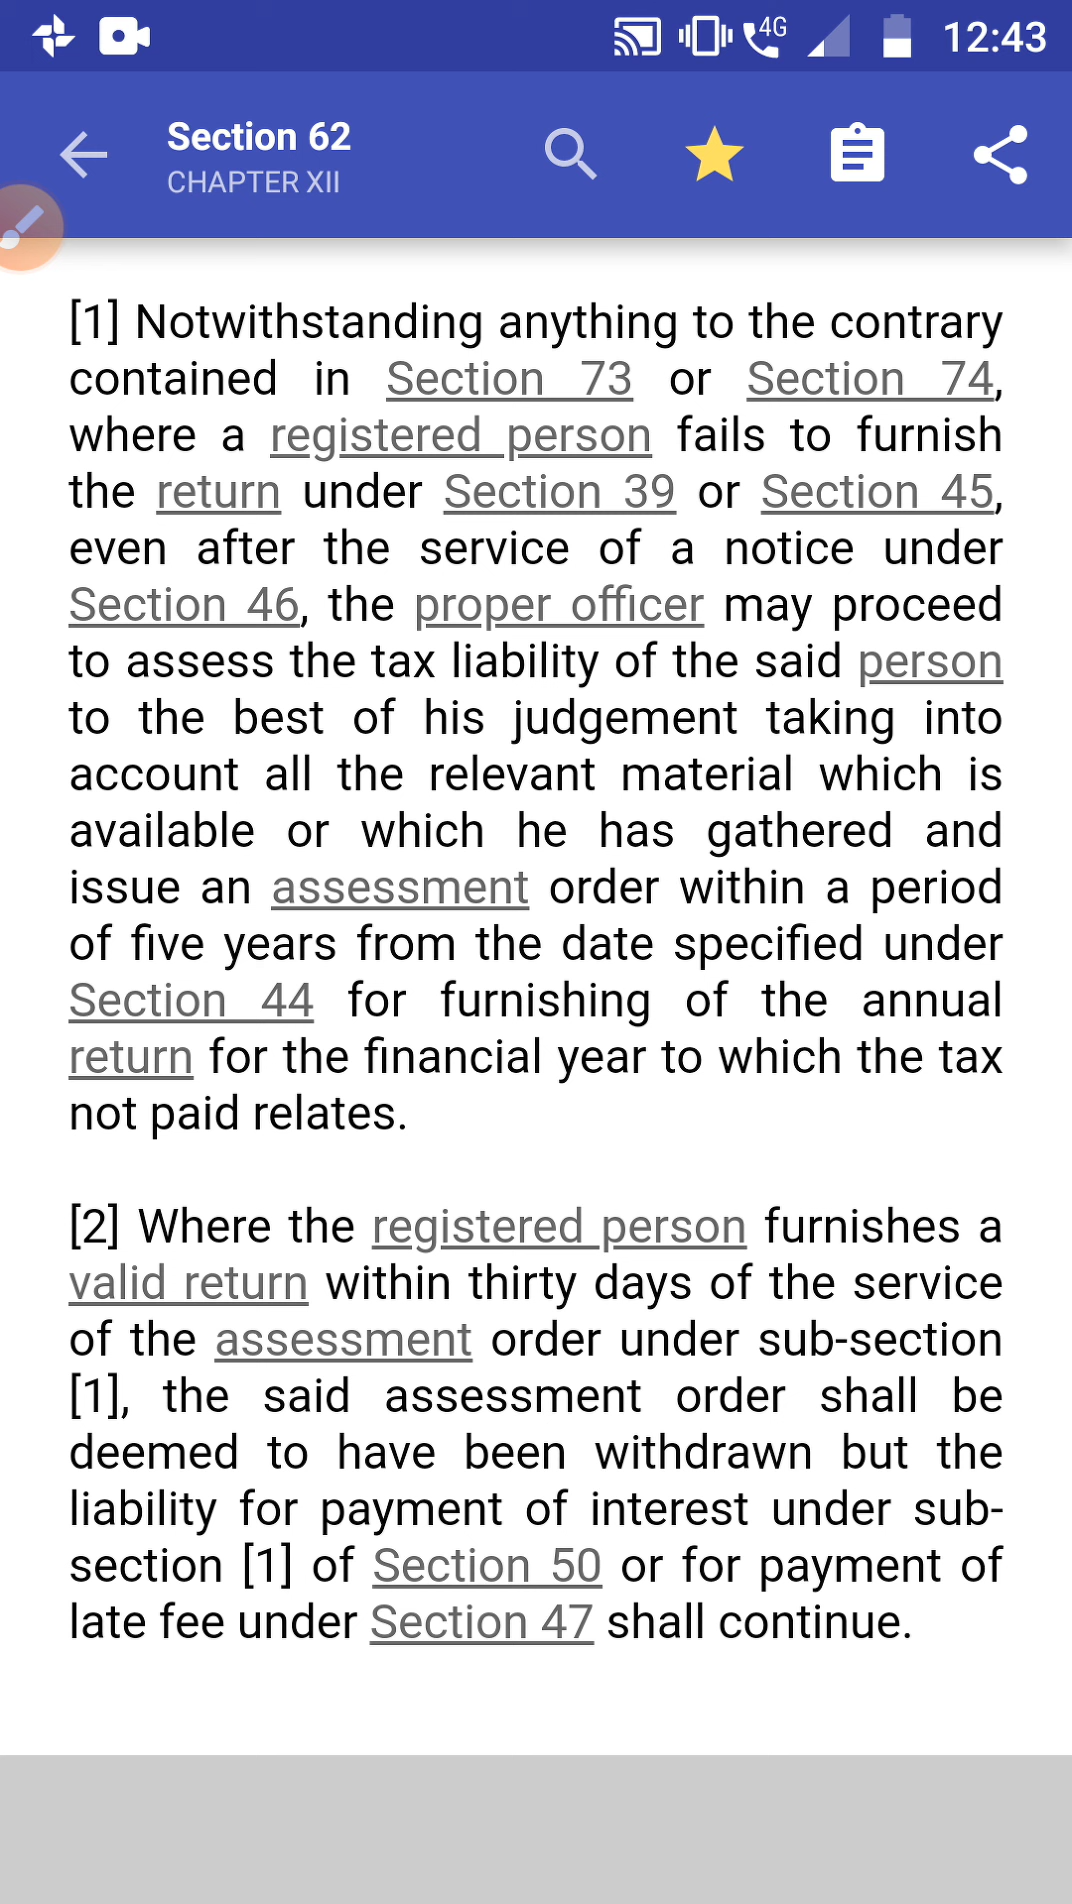 4G 12:43
Section 62
CHAPTER XII
[1] Notwithstanding anything to the contrary
contained in Section 73 or Section 74,
where a registered person fails to furnish
the return under Section 39 or Section 45,
even after the service of a notice under
Section 46, the proper officer may proceed
to assess the tax liability of the said person
to the best of his judgement taking into
account all the relevant material which is
available or which he has gathered and
issue an assessment order within a period
of five years from the date specified under
Section 44 for furnishing of the annual
return for the financial year to which the tax
not paid relates.
[2] Where the registered person furnishes a
valid return within thirty days of the service
of the assessment order under sub-section
[1], the said assessment order shall be
deemed to have been withdrawn but the
liability for payment of interest under sub-
section [1] of Section 50 or for payment of
late fee under Section 47 shall continue.